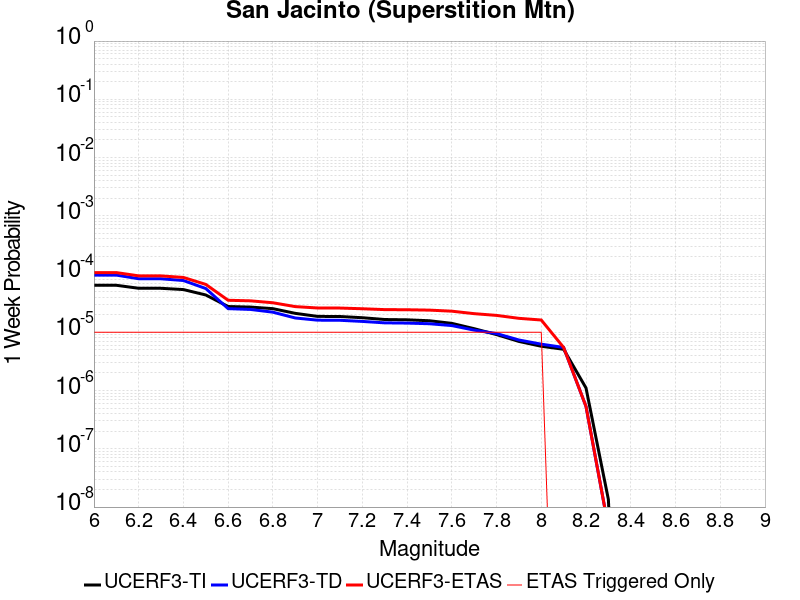 San Jacinto (Superstition Mtn)
10^0
10^-1
10^-2
10^-3
10^-4
10^-5
10^-6
10^-7
10^-8
1 Week Probability
6 6.2 6.4 6.6 6.8 7 7.2 7.4 7.6 7.8 8 8.2 8.4 8.6 8.8 9
Magnitude
UCERF3-TI UCERF3-TD UCERF3-ETAS ETAS Triggered Only